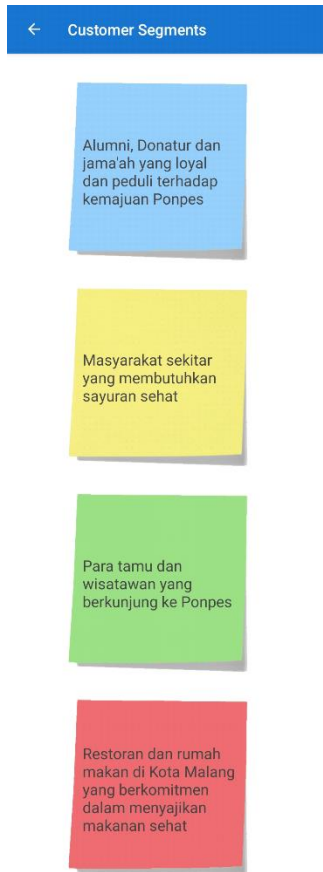 Customer Segments
Alumni, Donatur dan
jama'ah yang loyal
dan peduli terhadap
kemajuan Ponpes
Masyarakat sekitar
yang membutuhkan
sayuran sehat
Para tamu dan
wisatawan yang
berkunjung ke Ponpes
Restoran dan rumah
makan di Kota Malang
yang berkomitmen
dalam menyajikan
makanan sehat